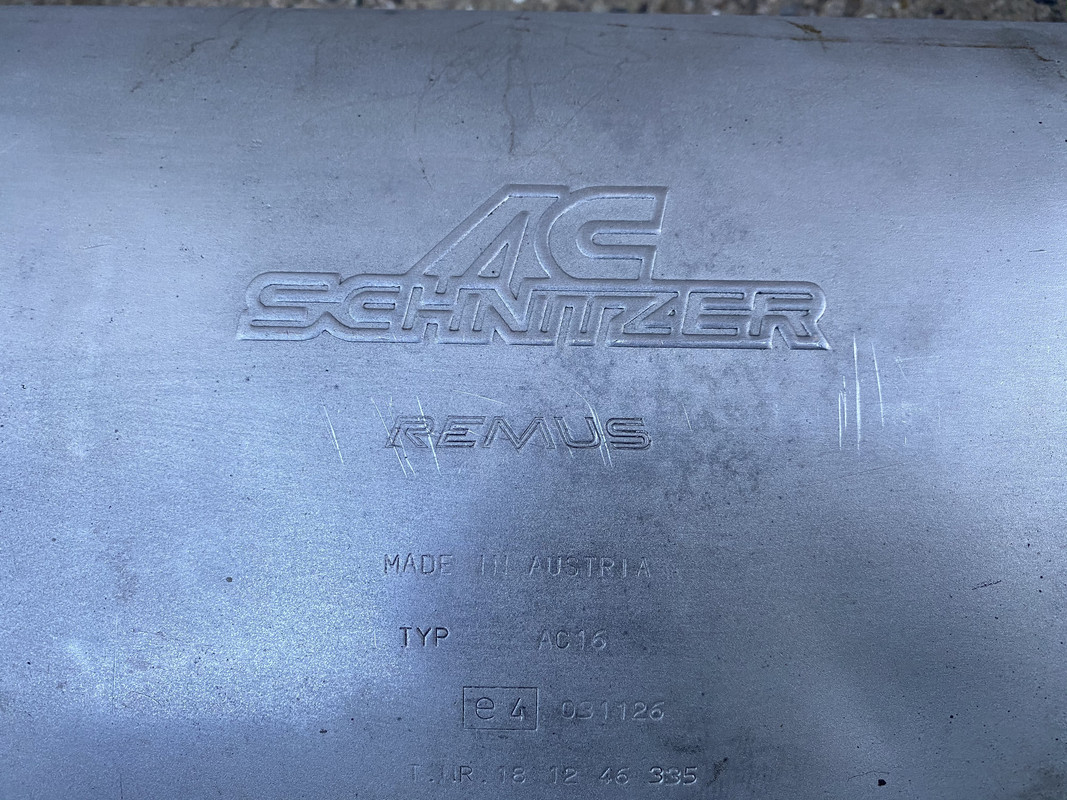 AC
SCHNITZER
REMUS
MADE IN AUSTRIA
TYP AC16
e4 031126
T.NR.18 12 46 335